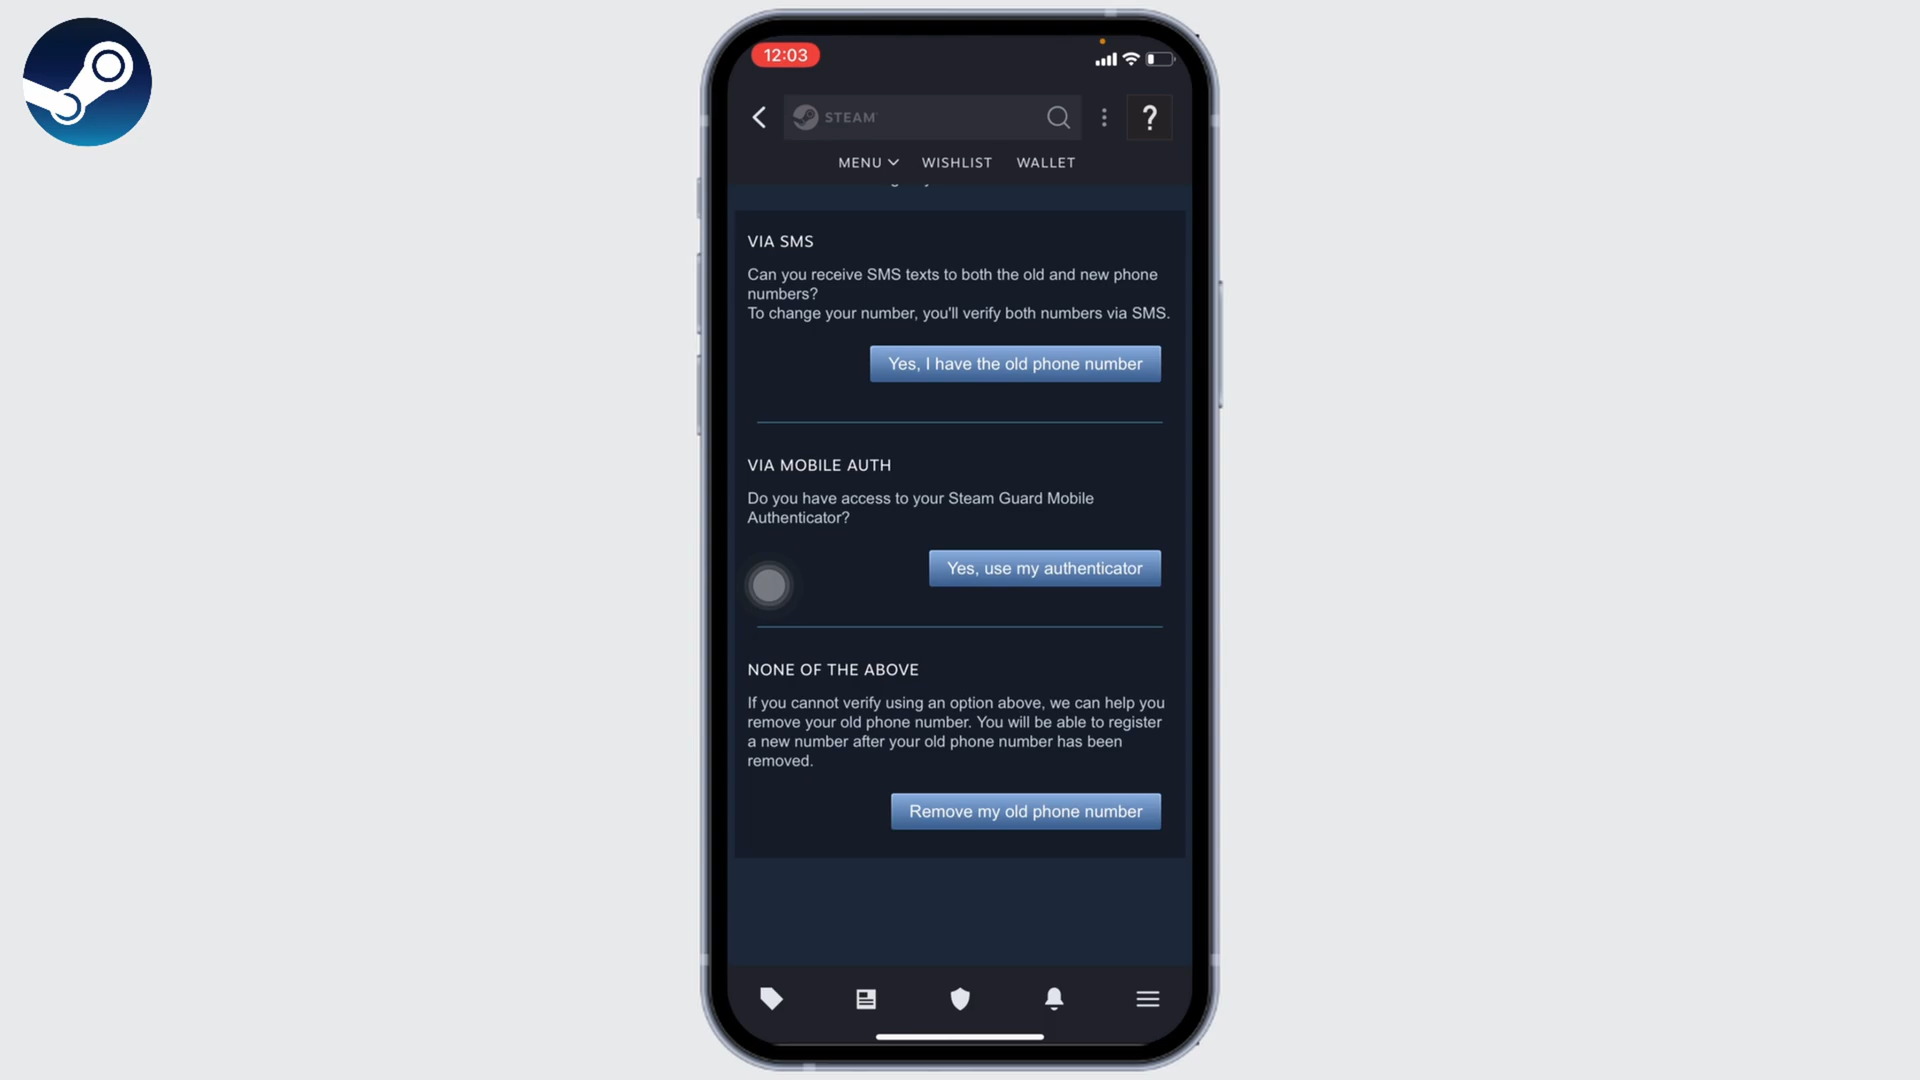 12:03
STEAM
?
MENU WISHLIST WALLET
VIA SMS
Can you receive SMS texts to both the old and new phone
numbers?
To change your number, you'll verify both numbers via SMS.
Yes, I have the old phone number
VIA MOBILE AUTH
Do you have access to your Steam Guard Mobile
Authenticator?
Yes, use my authenticator
NONE OF THE ABOVE
If you cannot verify using an option above, we can help you
remove your old phone number. You will be able to register
a new number after your old phone number has been
removed.
Remove my old phone number